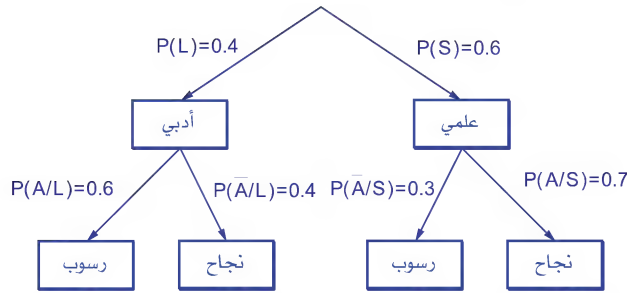 P(L)=0.4 P(S)=0.6
أدبي علمي
P(A/L)=0.6 P(A̅/L)=0.4 P(A̅/S)=0.3 P(A/S)=0.7
رسوب نجاح رسوب نجاح